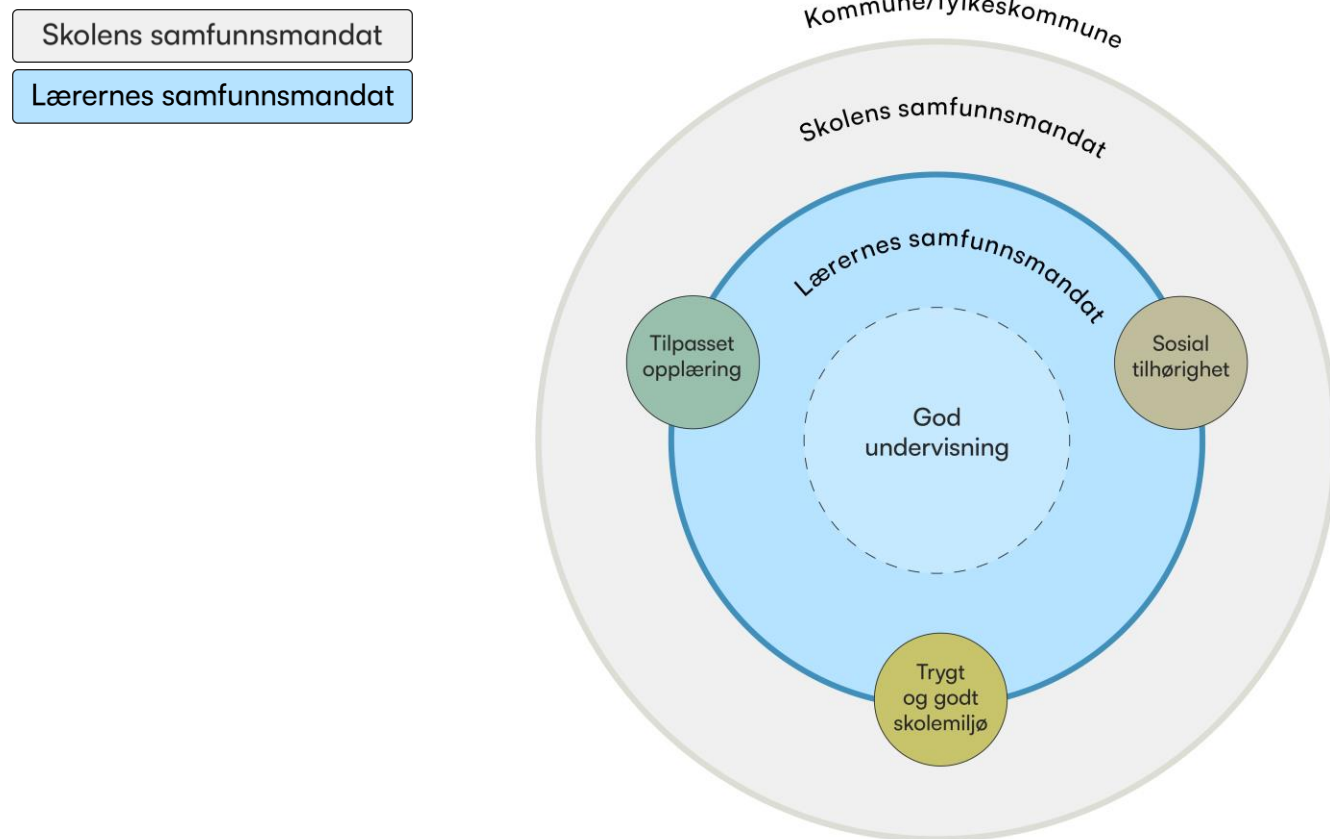 Skolens samfunnsmandat
Lærernes samfunnsmandat
Kommune/fylkeskommune
Skolens samfunnsmandat
Lærernes samfunnsmandat
Tilpasset
opplæring
Sosial
tilhørighet
God
undervisning
Trygt
og godt
skolemiljø